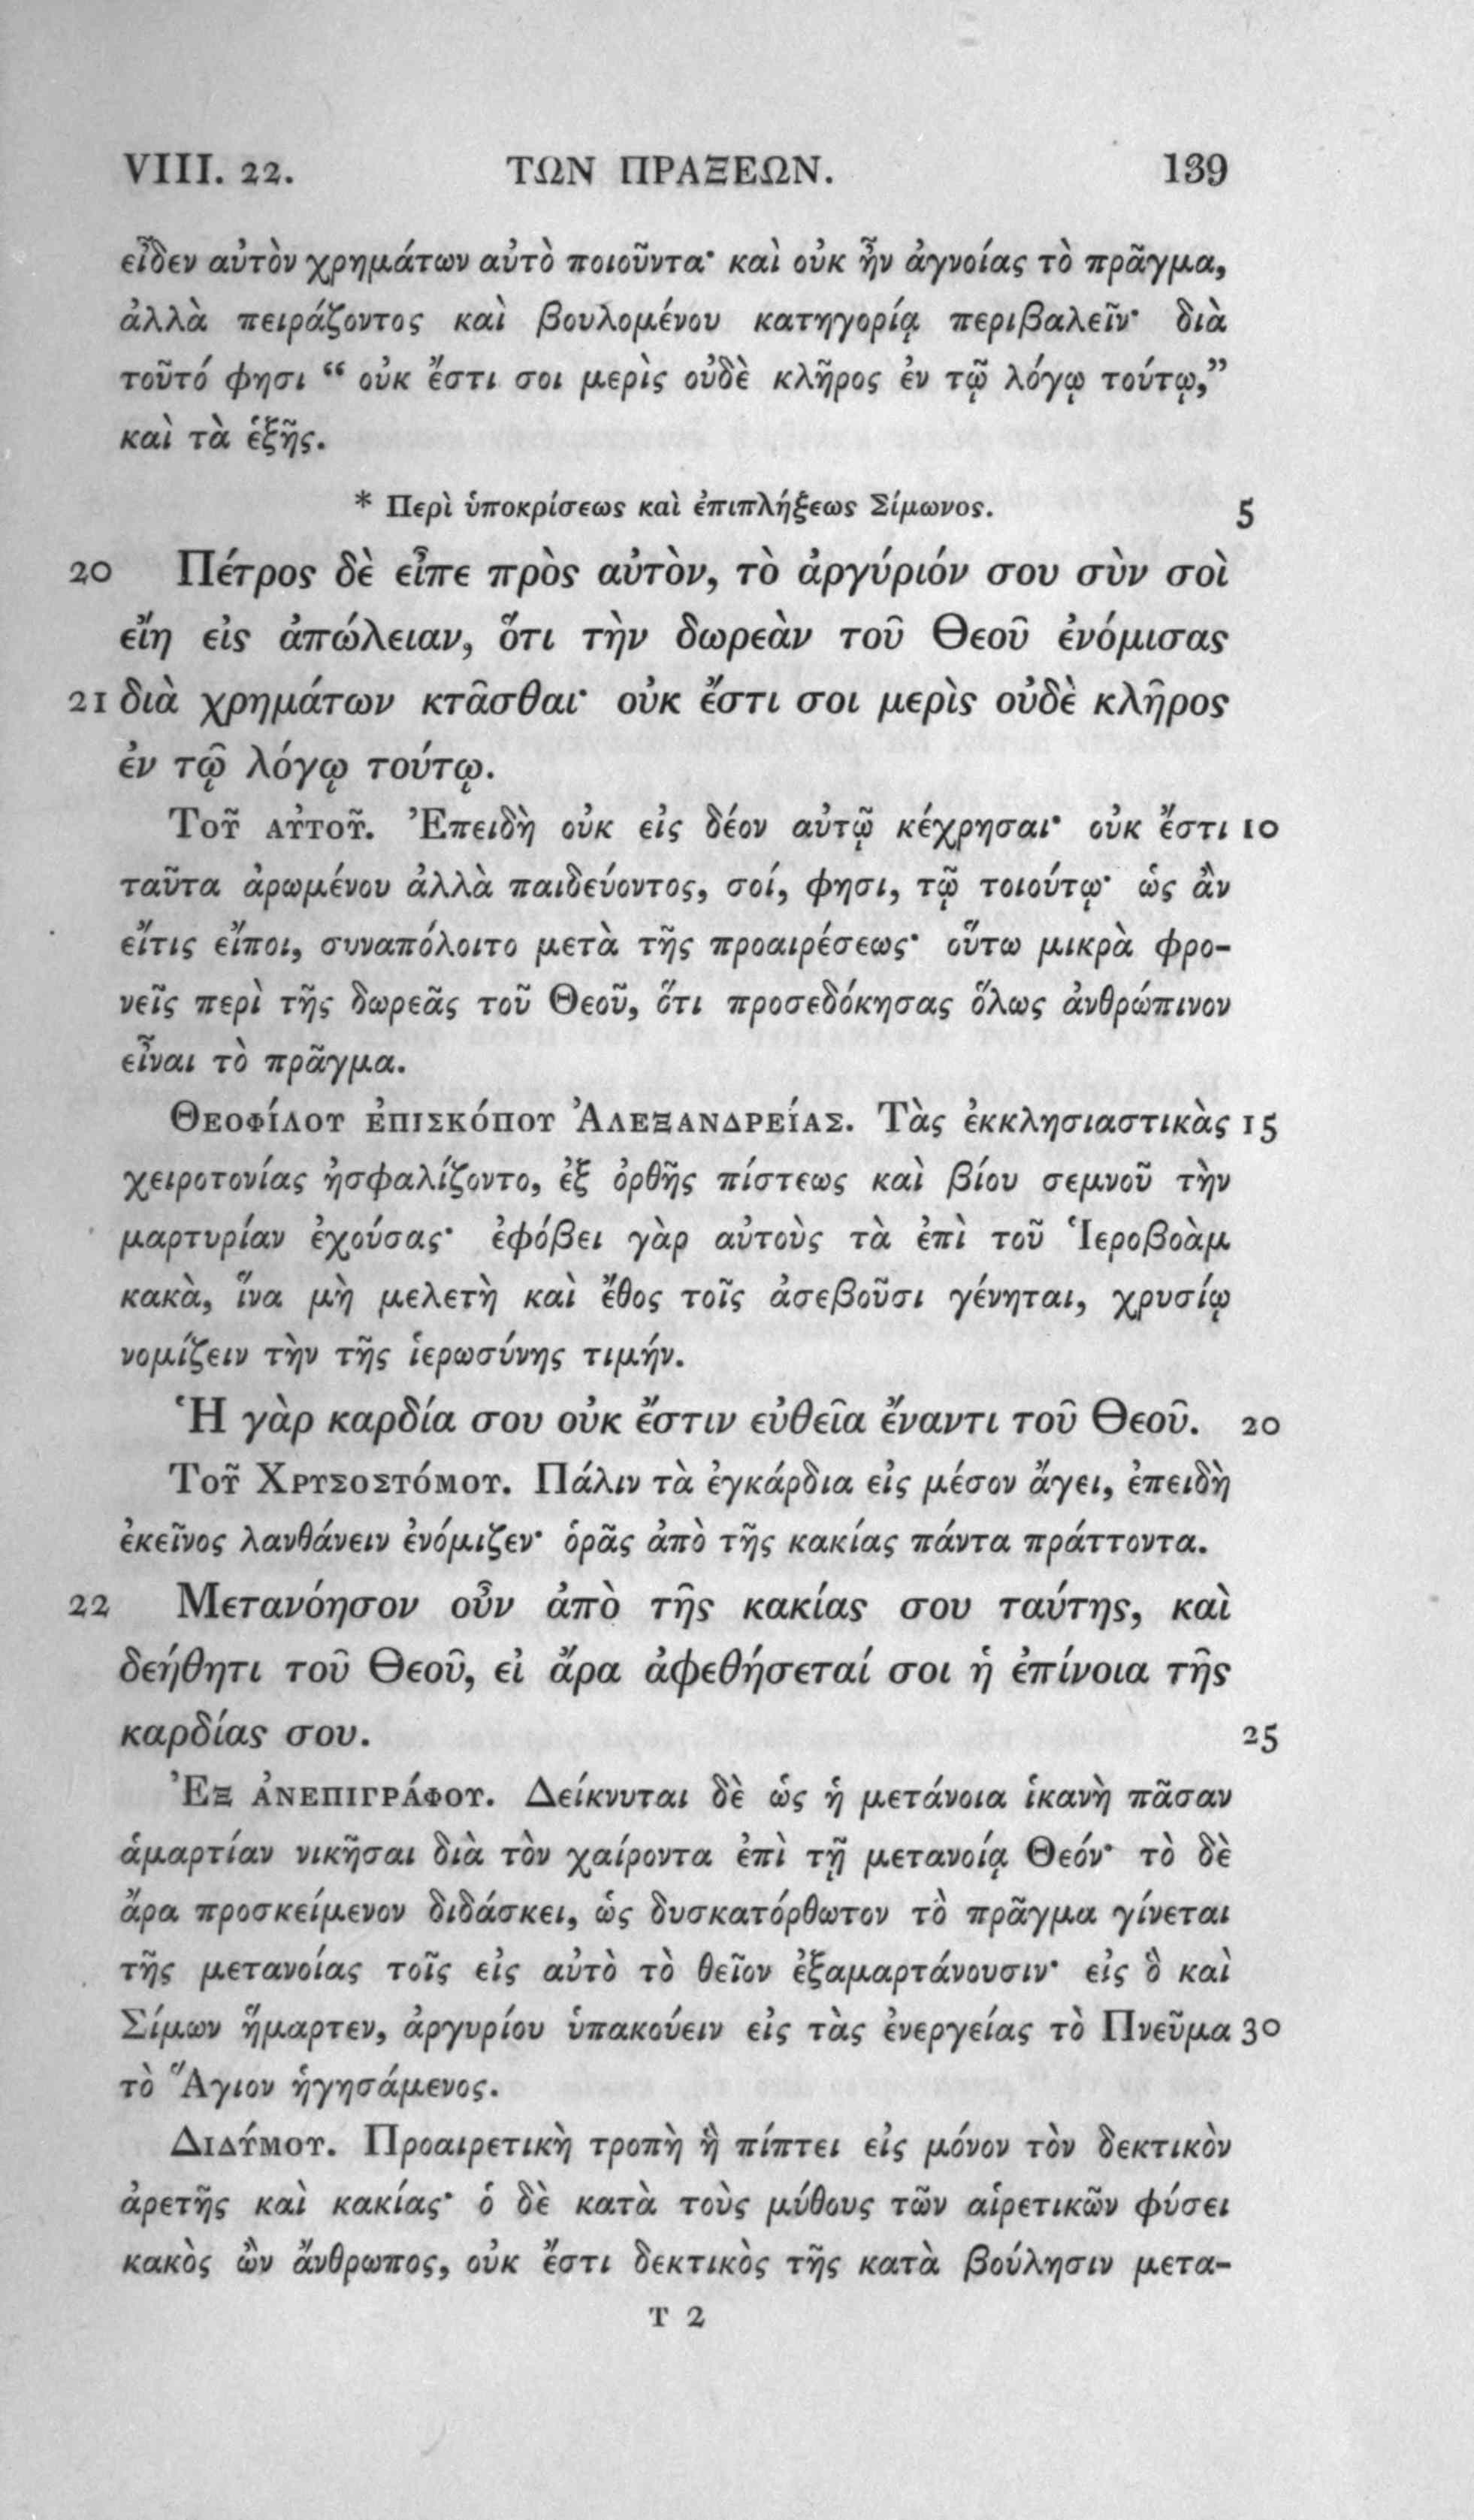 VIII. 22. ΤΩΝ ΠΡΑΞΕΩΝ. 139
εἶδεν αὐτὸν χρημάτων αὐτὸ ποιοῦντα· καὶ οὐκ ἦν ἀγνοίας τὸ πρᾶγμα,
ἀλλὰ πειράζοντος καὶ βουλομένου κατηγορίᾳ περιβαλεῖν· διὰ
τοῦτό φησι “ οὐκ ἔστι σοι μερὶς οὐδὲ κλῆρος ἐν τῷ λόγῳ τούτῳ,”
καὶ τὰ ἑξῆς.
* Περὶ ὑποκρίσεως καὶ ἐπιπλήξεως Σίμωνος. 5
20 Πέτρος δὲ εἶπε πρὸς αὐτὸν, τὸ ἀργύριόν σου σὺν σοὶ
εἴη εἰς ἀπώλειαν, ὅτι τὴν δωρεὰν τοῦ Θεοῦ ἐνόμισας
21 διὰ χρημάτων κτᾶσθαι· οὐκ ἔστι σοι μερὶς οὐδὲ κλῆρος
ἐν τῷ λόγῳ τούτῳ.
Τοῦ αὐτοῦ. Ἐπειδὴ οὐκ εἰς δέον αὐτῷ κέχρησαι· οὐκ ἔστι 10
ταῦτα ἀρωμένου ἀλλὰ παιδεύοντος, σοί, φησι, τῷ τοιούτῳ· ὡς ἂν
εἴτις εἴποι, συναπόλοιτο μετὰ τῆς προαιρέσεως· οὕτω μικρὰ φρο-
νεῖς περὶ τῆς δωρεᾶς τοῦ Θεοῦ, ὅτι προσεδόκησας ὅλως ἀνθρώπινον
εἶναι τὸ πρᾶγμα.
Θεοφίλου ἐπισκόπου Ἀλεξανδρείας. Τὰς ἐκκλησιαστικὰς 15
χειροτονίας ἠσφαλίζοντο, ἐξ ὀρθῆς πίστεως καὶ βίου σεμνοῦ τὴν
μαρτυρίαν ἐχούσας· ἐφόβει γὰρ αὐτοὺς τὰ ἐπὶ τοῦ Ἱεροβοὰμ
κακὰ, ἵνα μὴ μελετὴ καὶ ἔθος τοῖς ἀσεβοῦσι γένηται, χρυσίῳ
νομίζειν τὴν τῆς ἱερωσύνης τιμήν.
Ἡ γὰρ καρδία σου οὐκ ἔστιν εὐθεῖα ἔναντι τοῦ Θεοῦ. 20
Τοῦ Χρυσοστόμου. Πάλιν τὰ ἐγκάρδια εἰς μέσον ἄγει, ἐπειδὴ
ἐκεῖνος λανθάνειν ἐνόμιζεν· ὁρᾷς ἀπὸ τῆς κακίας πάντα πράττοντα.
22 Μετανόησον οὖν ἀπὸ τῆς κακίας σου ταύτης, καὶ
δεήθητι τοῦ Θεοῦ, εἰ ἄρα ἀφεθήσεταί σοι ἡ ἐπίνοια τῆς
καρδίας σου. 25
Ἐξ ἀνεπιγράφου. Δείκνυται δὲ ὡς ἡ μετάνοια ἱκανὴ πᾶσαν
ἁμαρτίαν νικῆσαι διὰ τὸν χαίροντα ἐπὶ τῇ μετανοίᾳ Θεόν· τὸ δὲ
ἄρα προσκείμενον διδάσκει, ὡς δυσκατόρθωτον τὸ πρᾶγμα γίνεται
τῆς μετανοίας τοῖς εἰς αὐτὸ τὸ θεῖον ἐξαμαρτάνουσιν· εἰς ὃ καὶ
Σίμων ἥμαρτεν, ἀργυρίου ὑπακούειν εἰς τὰς ἐνεργείας τὸ Πνεῦμα 30
τὸ Ἅγιον ἡγησάμενος.
Διδύμου. Προαιρετικὴ τροπὴ ἢ πίπτει εἰς μόνον τὸν δεκτικὸν
ἀρετῆς καὶ κακίας· ὁ δὲ κατὰ τοὺς μύθους τῶν αἱρετικῶν φύσει
κακὸς ὢν ἄνθρωπος, οὐκ ἔστι δεκτικὸς τῆς κατὰ βούλησιν μετα-
T 2